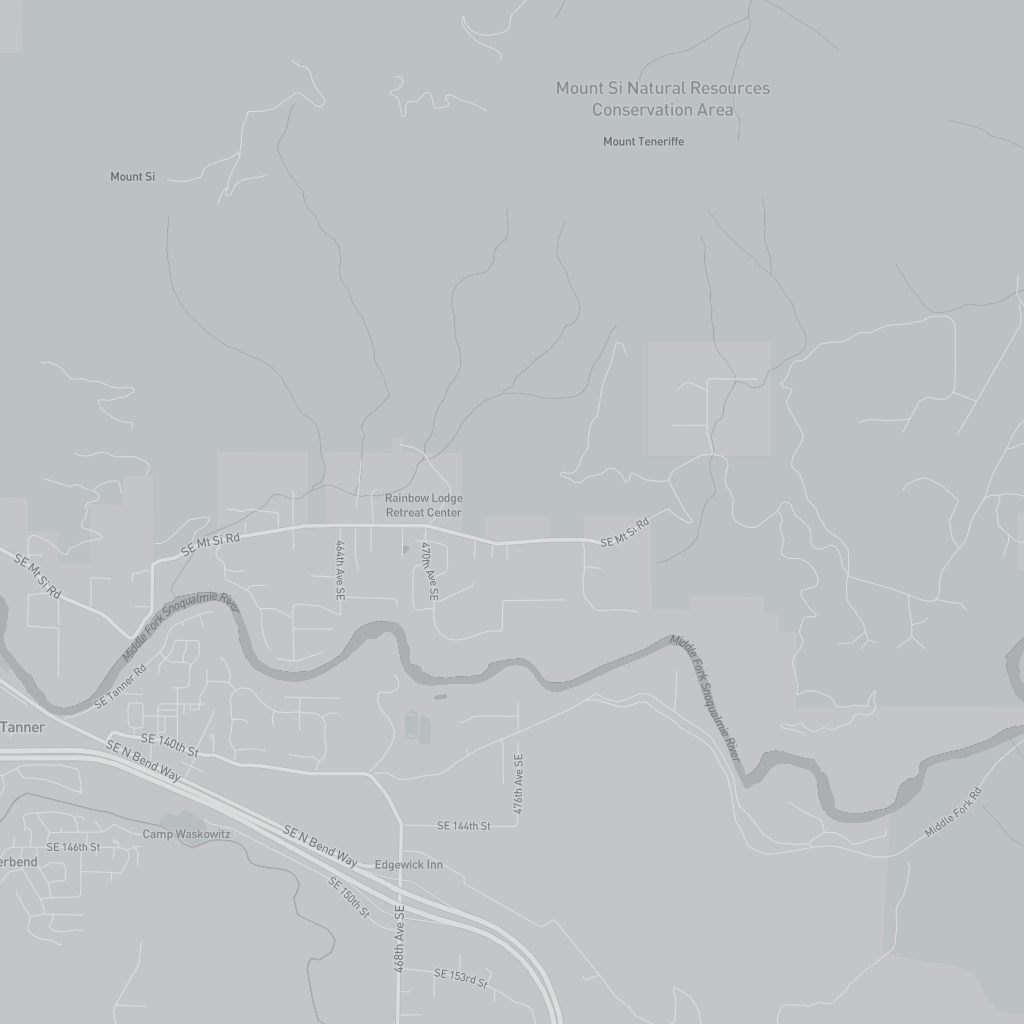 Mount Si Natural Resources
Conservation Area
Mount Teneriffe
Mount Si
Rainbow Lodge
Retreat Center
SE Mt Si Rd
SE Mt Si Rd
SE Mt Si Rd
464th Ave SE
470th Ave SE
Middle Fork Snoqualmie River
Middle Fork Snoqualmie River
SE Tanner Rd
Tanner
SE 140th St
SE N Bend Way
476th Ave SE
Middle Fork Rd
SE 144th St
Camp Waskowitz
SE 146th St
erbend
SE N Bend Way
Edgewick Inn
SE 150th St
468th Ave SE
SE 153rd St